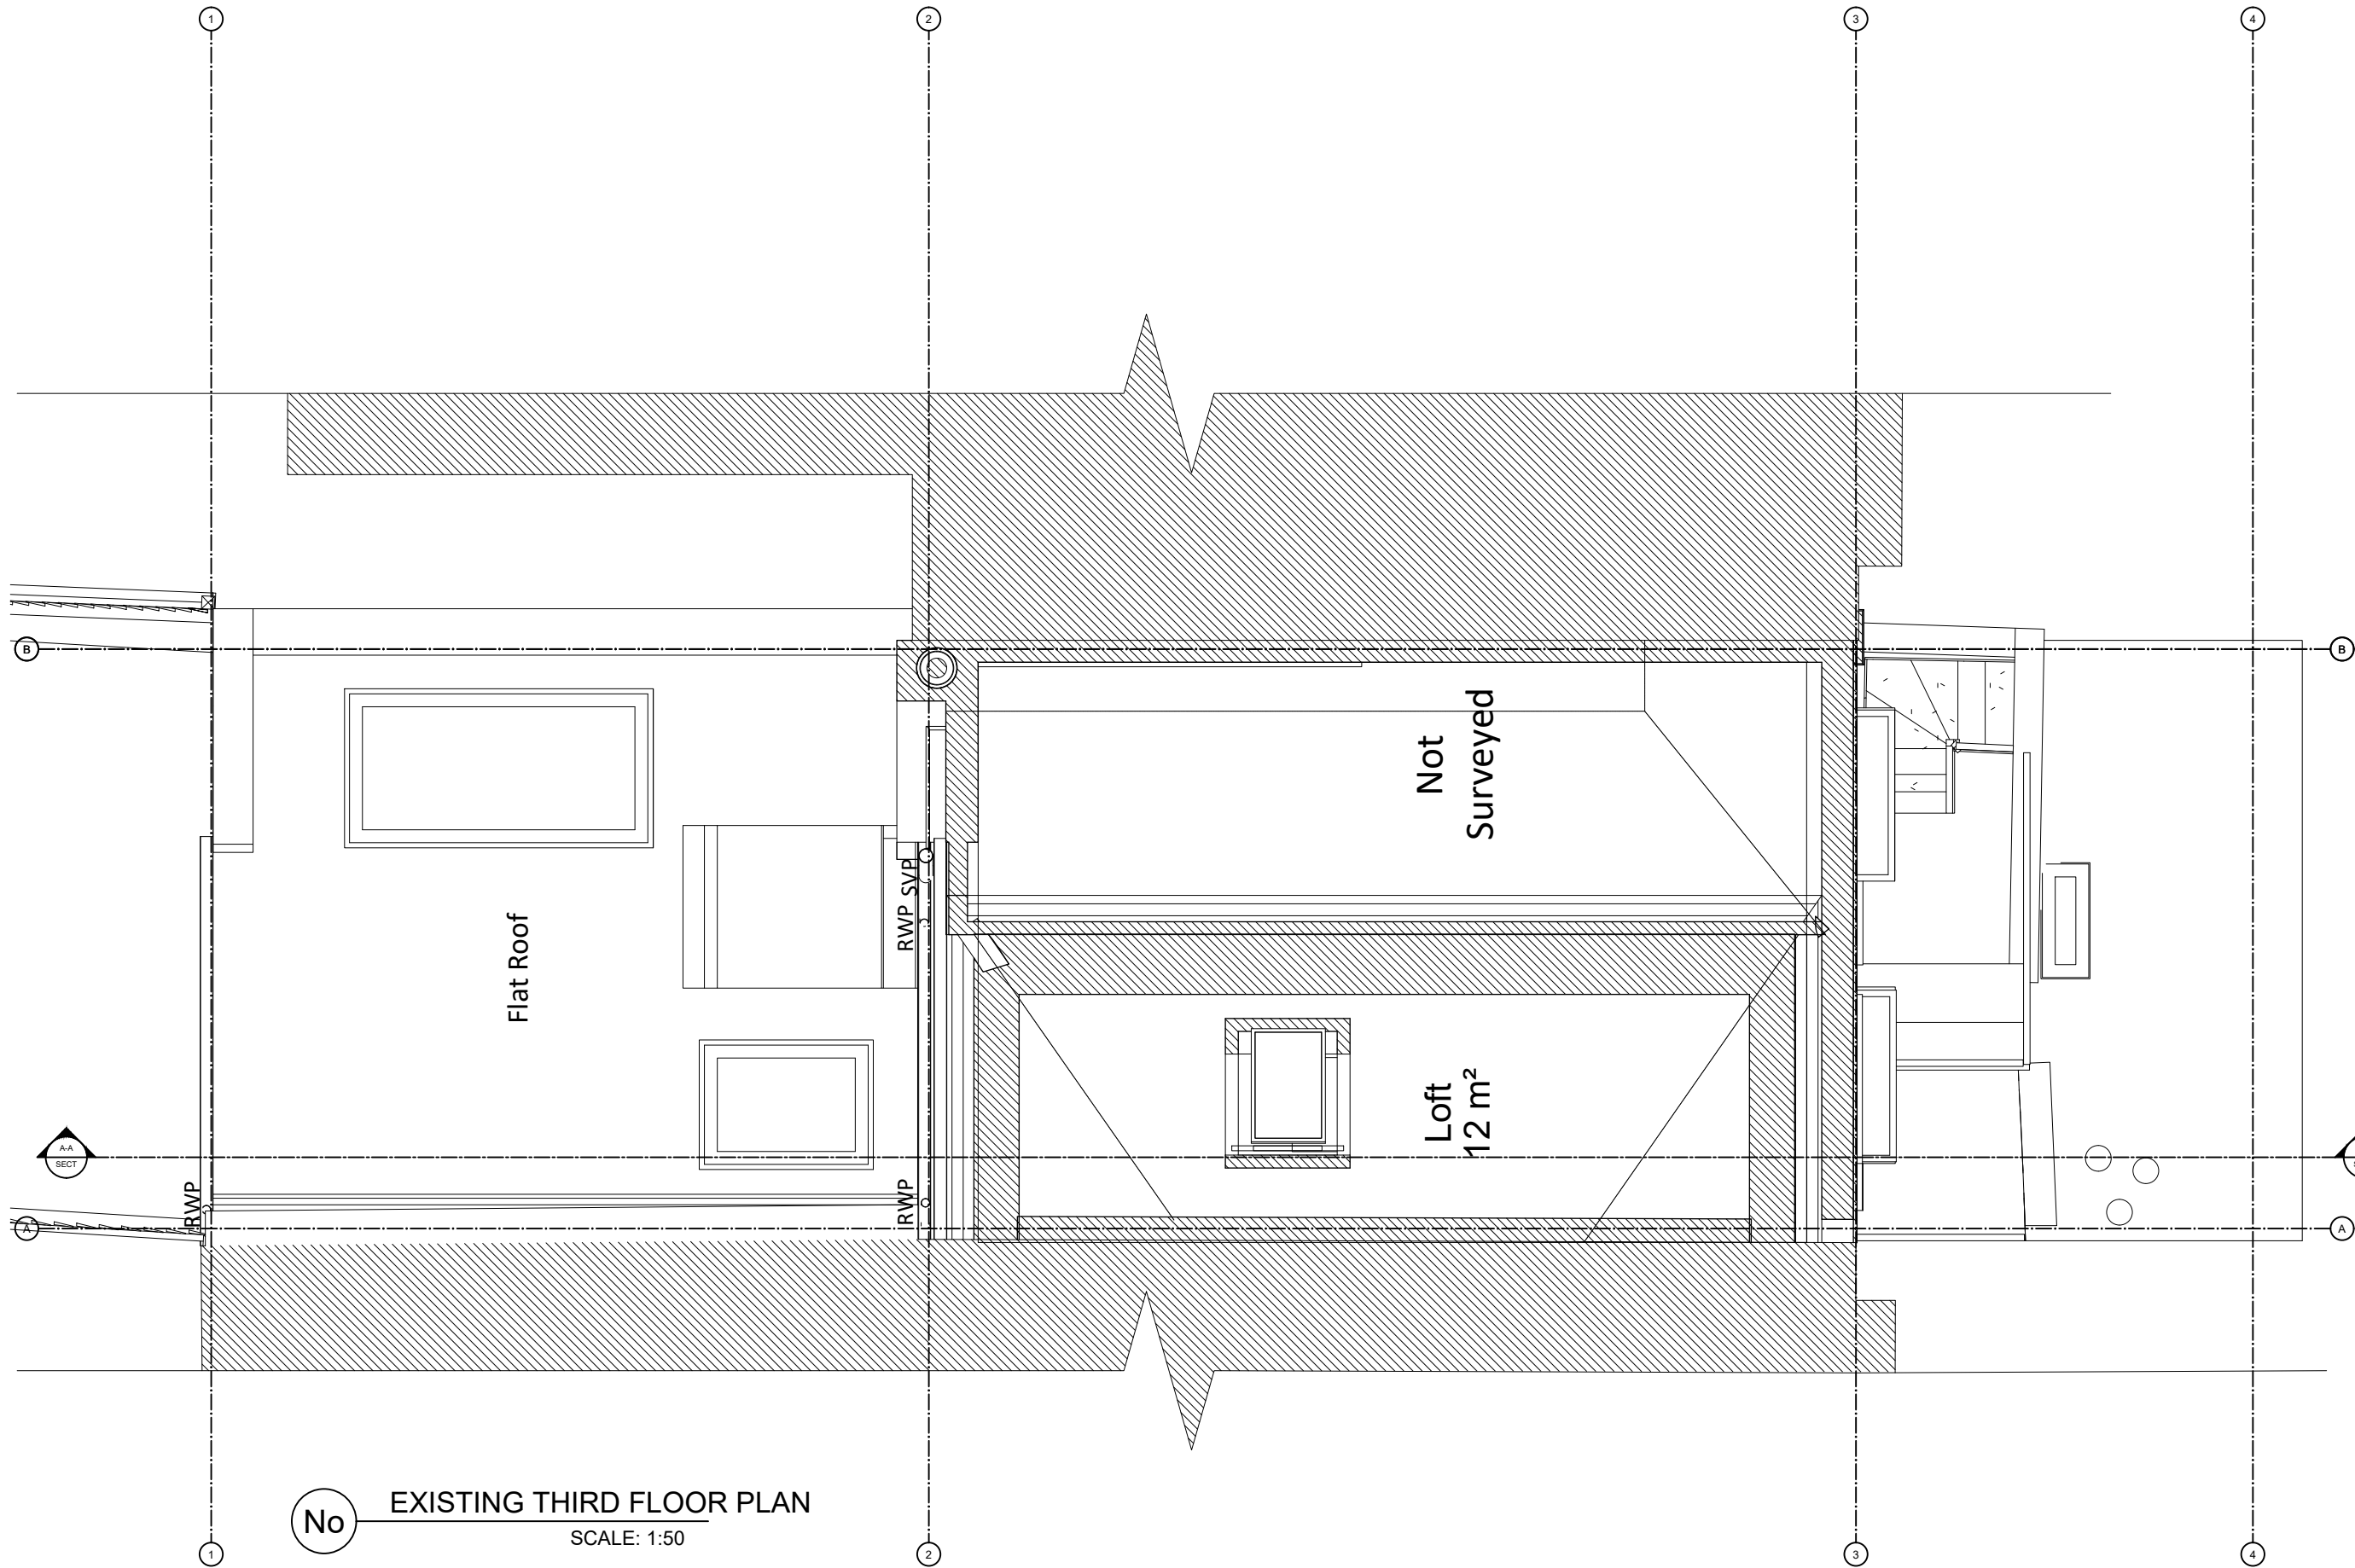 1
2
3
4
B
B
Not
Surveyed
SVP
RWP
Flat Roof
Loft
12 m²
A-A
SECT
RWP
RWP
A
A
No
EXISTING THIRD FLOOR PLAN
SCALE: 1:50
1
2
3
4